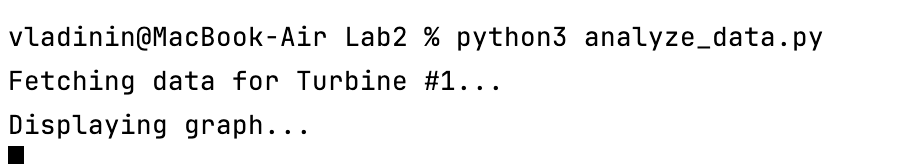 vladinin@MacBook-Air Lab2 % python3 analyze_data.py
Fetching data for Turbine #1...
Displaying graph...